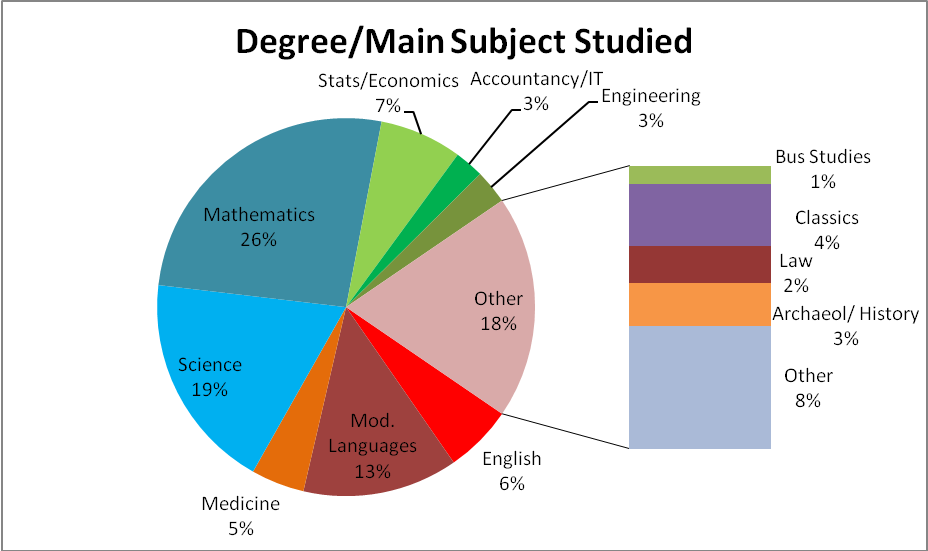 Degree/Main Subject Studied
Stats/Economics
7%
Accountancy/IT
3%
Engineering
3%
Mathematics
26%
Other
18%
Science
19%
Mod.
Languages
13%
Medicine
5%
English
6%
Bus Studies
1%
Classics
4%
Law
2%
Archaeol/ History
3%
Other
8%